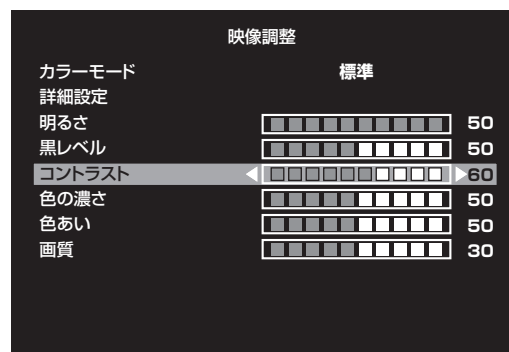 映像調整
カラーモード 標準
詳細設定
明るさ 50
黒レベル 50
コントラスト 60
色の濃さ 50
色あい 50
画質 30